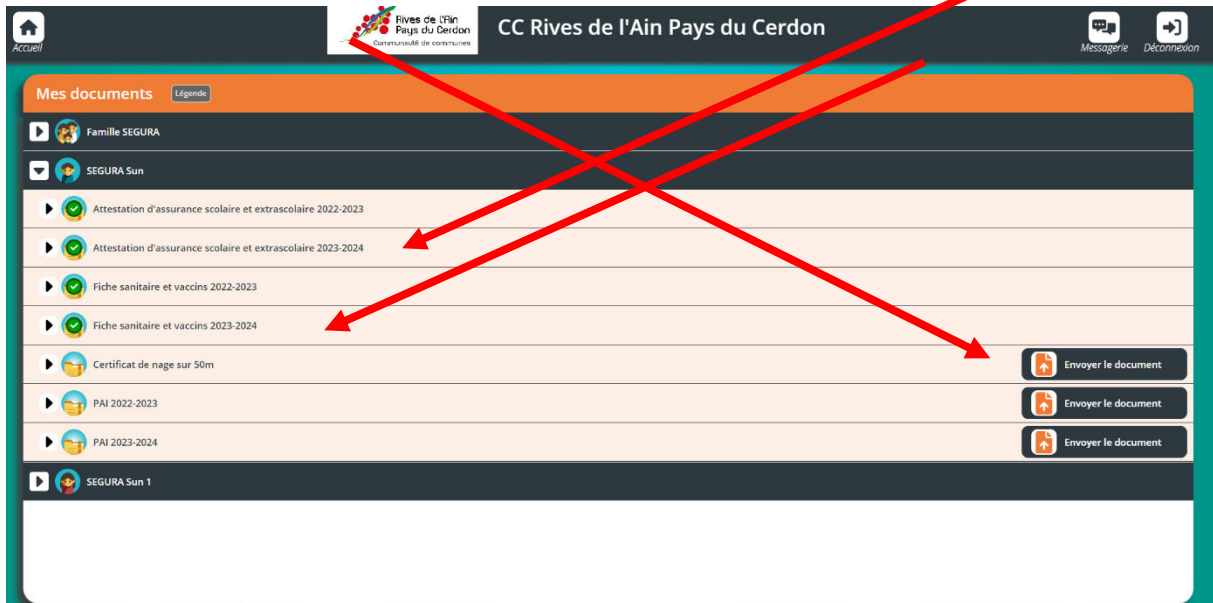 Accueil
Rives de l'Ain
Pays du Cerdon
Communauté de communes
CC Rives de l'Ain Pays du Cerdon
Messagerie
Déconnexion
Mes documents
Légende
Famille SEGURA
SEGURA Sun
Attestation d'assurance scolaire et extrascolaire 2022-2023
Attestation d'assurance scolaire et extrascolaire 2023-2024
Fiche sanitaire et vaccins 2022-2023
Fiche sanitaire et vaccins 2023-2024
Certificat de nage sur 50m
Envoyer le document
PAI 2022-2023
Envoyer le document
PAI 2023-2024
Envoyer le document
SEGURA Sun 1